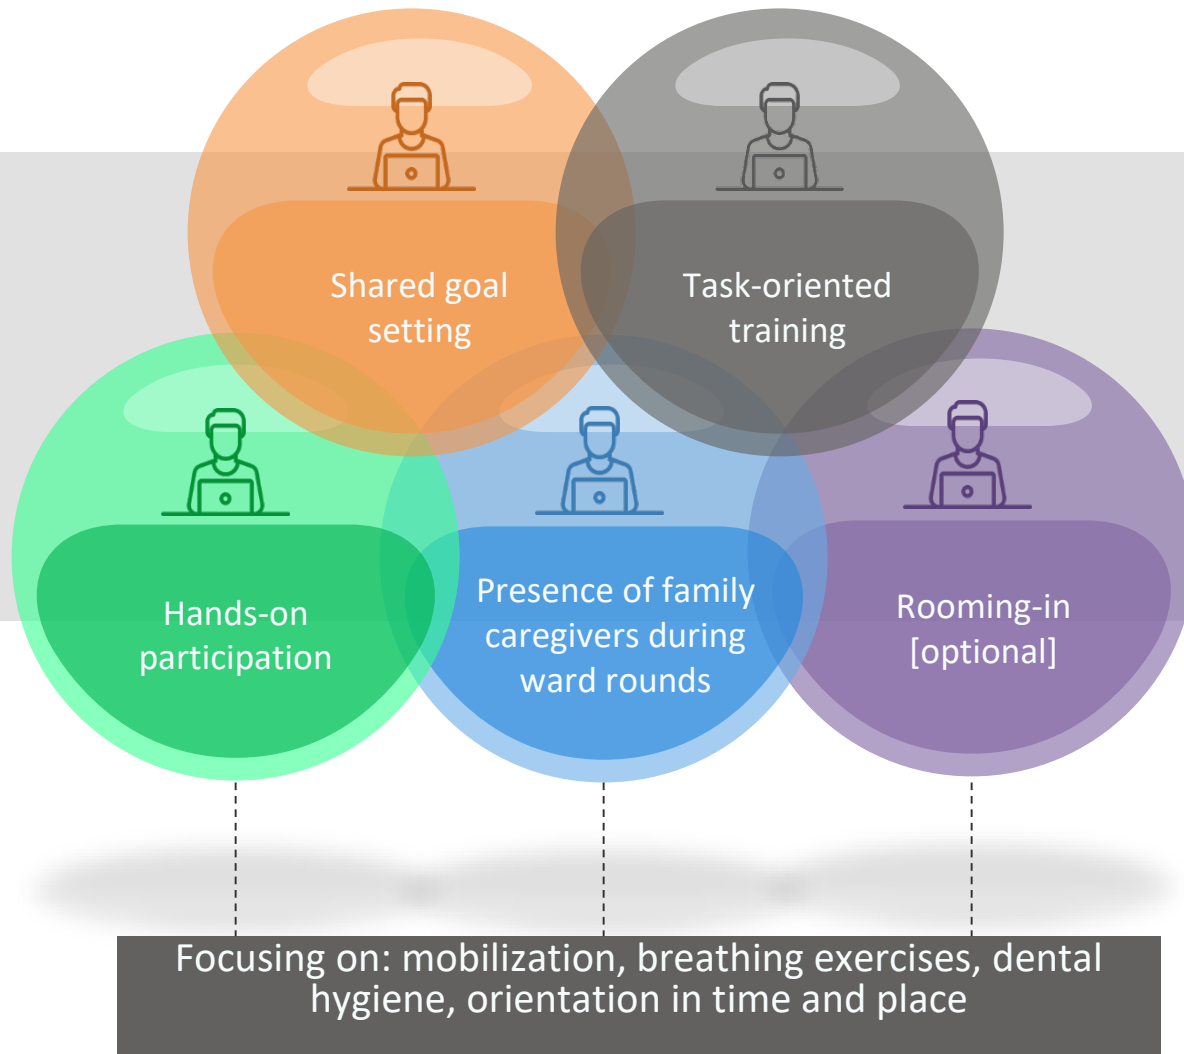 Shared goal
setting
Task-oriented
training
Hands-on
participation
Presence of family
caregivers during
ward rounds
Rooming-in
[optional]
Focusing on: mobilization, breathing exercises, dental
hygiene, orientation in time and place